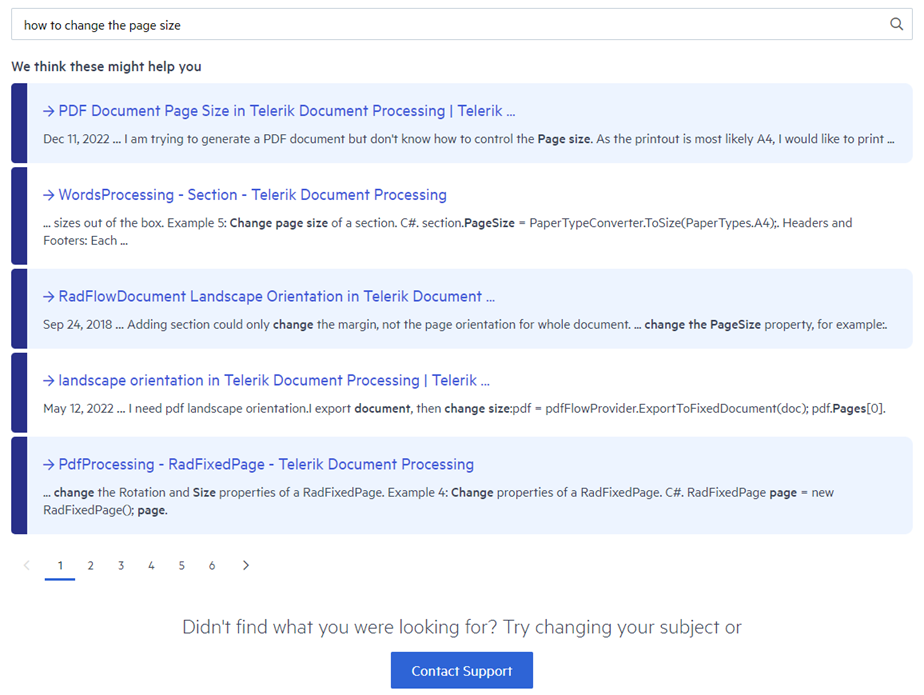 how to change the page size
We think these might help you
→ PDF Document Page Size in Telerik Document Processing | Telerik ...
Dec 11, 2022 ... I am trying to generate a PDF document but don't know how to control the Page size. As the printout is most likely A4, I would like to print ...
→ WordsProcessing - Section - Telerik Document Processing
... sizes out of the box. Example 5: Change page size of a section. C#. section.PageSize = PaperTypeConverter.ToSize(PaperTypes.A4);. Headers and
Footers: Each ...
→ RadFlowDocument Landscape Orientation in Telerik Document ...
Sep 24, 2018 ... Adding section could only change the margin, not the page orientation for whole document. ... change the PageSize property, for example:.
→ landscape orientation in Telerik Document Processing | Telerik ...
May 12, 2022 ... I need pdf landscape orientation.I export document, then change size:pdf = pdfFlowProvider.ExportToFixedDocument(doc); pdf.Pages[0].
→ PdfProcessing - RadFixedPage - Telerik Document Processing
... change the Rotation and Size properties of a RadFixedPage. Example 4: Change properties of a RadFixedPage. C#. RadFixedPage page = new
RadFixedPage(); page.
1 2 3 4 5 6
Didn't find what you were looking for? Try changing your subject or
Contact Support